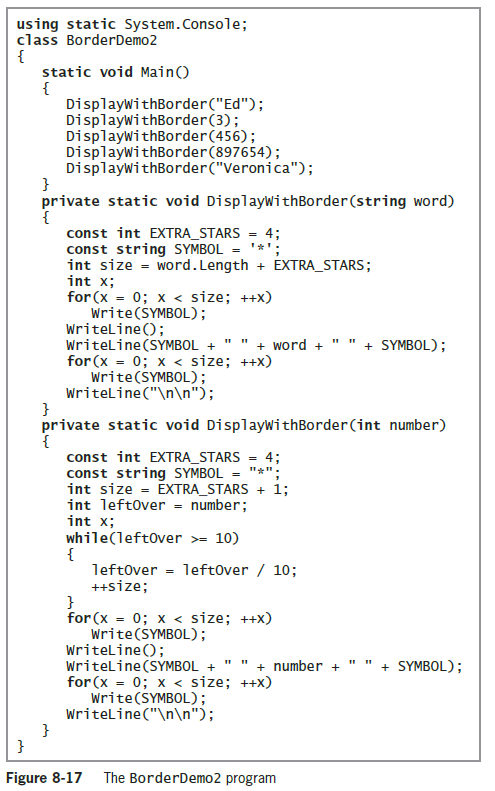 using static System.Console;
class BorderDemo2
{
   static void Main()
   {
      DisplayWithBorder("Ed");
      DisplayWithBorder(3);
      DisplayWithBorder(456);
      DisplayWithBorder(897654);
      DisplayWithBorder("Veronica");
   }
   private static void DisplayWithBorder(string word)
   {
      const int EXTRA_STARS = 4;
      const string SYMBOL = '*';
      int size = word.Length + EXTRA_STARS;
      int x;
      for(x = 0; x < size; ++x)
         Write(SYMBOL);
      WriteLine();
      WriteLine(SYMBOL + " " + word + " " + SYMBOL);
      for(x = 0; x < size; ++x)
         Write(SYMBOL);
      WriteLine("\n\n");
   }
   private static void DisplayWithBorder(int number)
   {
      const int EXTRA_STARS = 4;
      const string SYMBOL = "*";
      int size = EXTRA_STARS + 1;
      int leftOver = number;
      int x;
      while(leftOver >= 10)
      {
         leftOver = leftOver / 10;
         ++size;
      }
      for(x = 0; x < size; ++x)
         Write(SYMBOL);
      WriteLine();
      WriteLine(SYMBOL + " " + number + " " + SYMBOL);
      for(x = 0; x < size; ++x)
         Write(SYMBOL);
      WriteLine("\n\n");
   }
}
Figure 8-17 The BorderDemo2 program